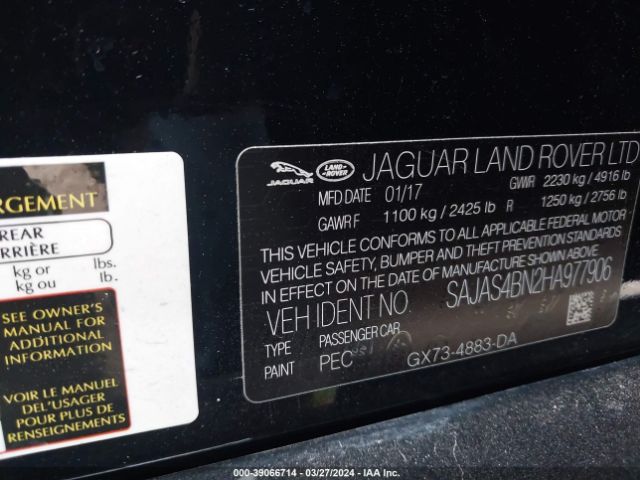 RGEMENT
REAR
RRIÈRE
kg or lbs.
kg ou lb.
SEE OWNER'S
MANUAL FOR
ADDITIONAL
INFORMATION
VOIR LE MANUEL
DEL'USAGER
POUR PLUS DE
RENSEIGNEMENTS
JAGUAR
LAND ROVER
JAGUAR LAND ROVER LTD
MFD DATE 01/17 GWWR 2230 kg / 4916 lb
GAWR F 1100 kg / 2425 lb R 1250 kg / 2756 lb
THIS VEHICLE CONFORMS TO ALL APPLICABLE FEDERAL MOTOR
VEHICLE SAFETY, BUMPER, AND THEFT PREVENTION STANDARDS
IN EFFECT ON THE DATE OF MANUFACTURE SHOWN ABOVE
VEH IDENT NO. SAJAS4BN2HA977906
TYPE PASSENGER CAR
PAINT PEC GX73-4883-DA
000-39066714 — 03/27/2024 — IAA Inc.